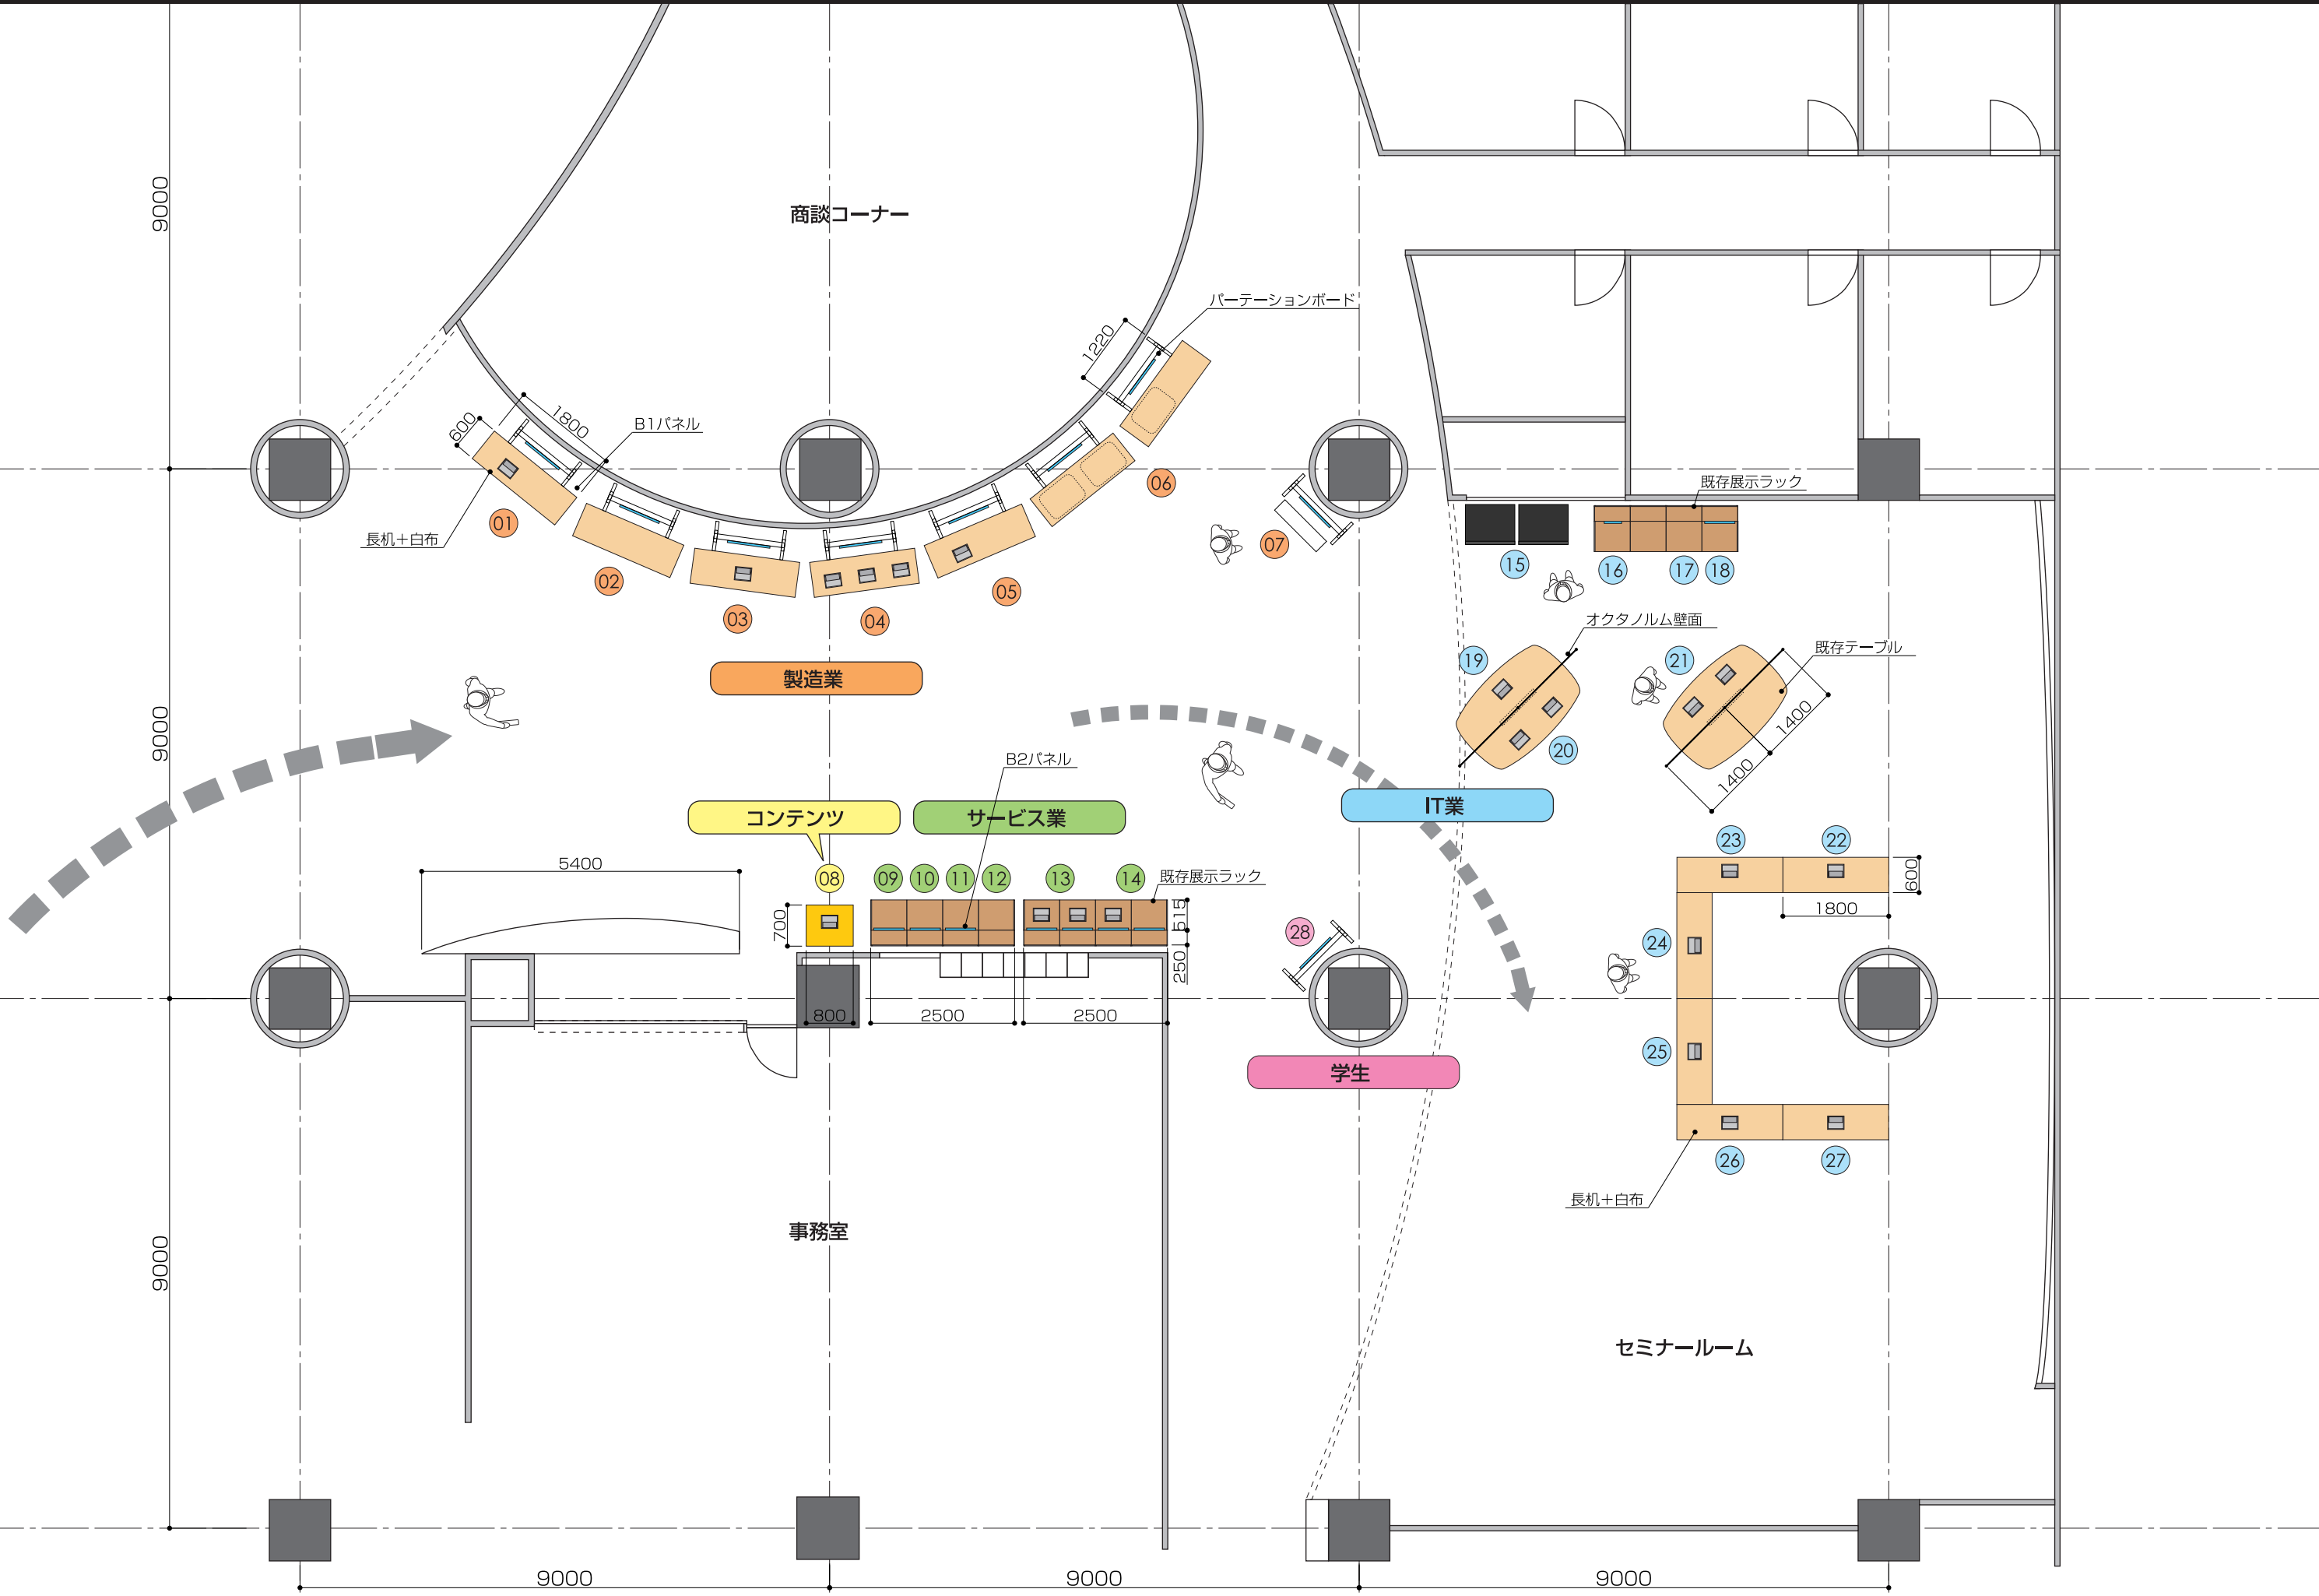 商談コーナー
9000
パーテーションボード
1220
600
1800
B1パネル
長机＋白布
01
02
03
04
05
06
07
既存展示ラック
15
16
17
18
オクタノルム壁面
既存テーブル
19
20
21
1400
1400
製造業
9000
B2パネル
コンテンツ
サービス業
IT業
5400
08
09
10
11
12
13
14
既存展示ラック
700
515
250
800
2500
2500
23
22
600
1800
24
25
26
27
28
学生
長机＋白布
事務室
9000
セミナールーム
9000
9000
9000